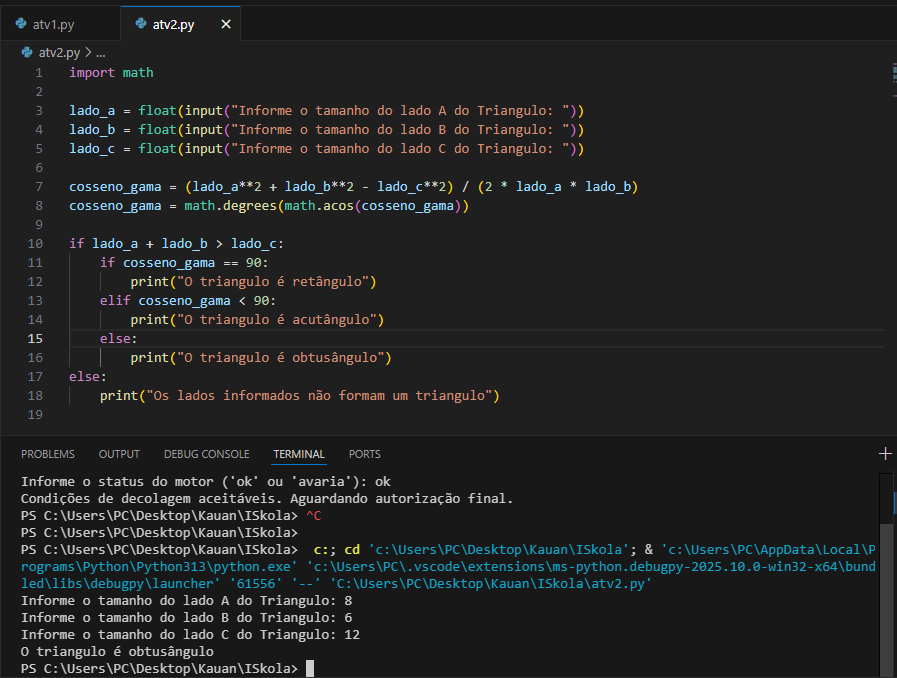 atv1.py
atv2.py ×
atv2.py > ...
1 import math
2
3 lado_a = float(input("Informe o tamanho do lado A do Triangulo: "))
4 lado_b = float(input("Informe o tamanho do lado B do Triangulo: "))
5 lado_c = float(input("Informe o tamanho do lado C do Triangulo: "))
6
7 cosseno_gama = (lado_a**2 + lado_b**2 - lado_c**2) / (2 * lado_a * lado_b)
8 cosseno_gama = math.degrees(math.acos(cosseno_gama))
9
10 if lado_a + lado_b > lado_c:
11     if cosseno_gama == 90:
12         print("O triangulo é retângulo")
13     elif cosseno_gama < 90:
14         print("O triangulo é acutângulo")
15     else:
16         print("O triangulo é obtusângulo")
17 else:
18     print("Os lados informados não formam um triangulo")
19
PROBLEMS OUTPUT DEBUG CONSOLE TERMINAL PORTS +
Informe o status do motor ('ok' ou 'avaria'): ok
Condições de decolagem aceitáveis. Aguardando autorização final.
PS C:\Users\PC\Desktop\Kauan\ISkola> ^C
PS C:\Users\PC\Desktop\Kauan\ISkola>
PS C:\Users\PC\Desktop\Kauan\ISkola>  c:; cd 'c:\Users\PC\Desktop\Kauan\ISkola'; & 'c:\Users\PC\AppData\Local\P
rograms\Python\Python313\python.exe' 'c:\Users\PC\.vscode\extensions\ms-python.debugpy-2025.10.0-win32-x64\bund
led\libs\debugpy\launcher' '61556' '--' 'C:\Users\PC\Desktop\Kauan\ISkola\atv2.py'
Informe o tamanho do lado A do Triangulo: 8
Informe o tamanho do lado B do Triangulo: 6
Informe o tamanho do lado C do Triangulo: 12
O triangulo é obtusângulo
PS C:\Users\PC\Desktop\Kauan\ISkola>